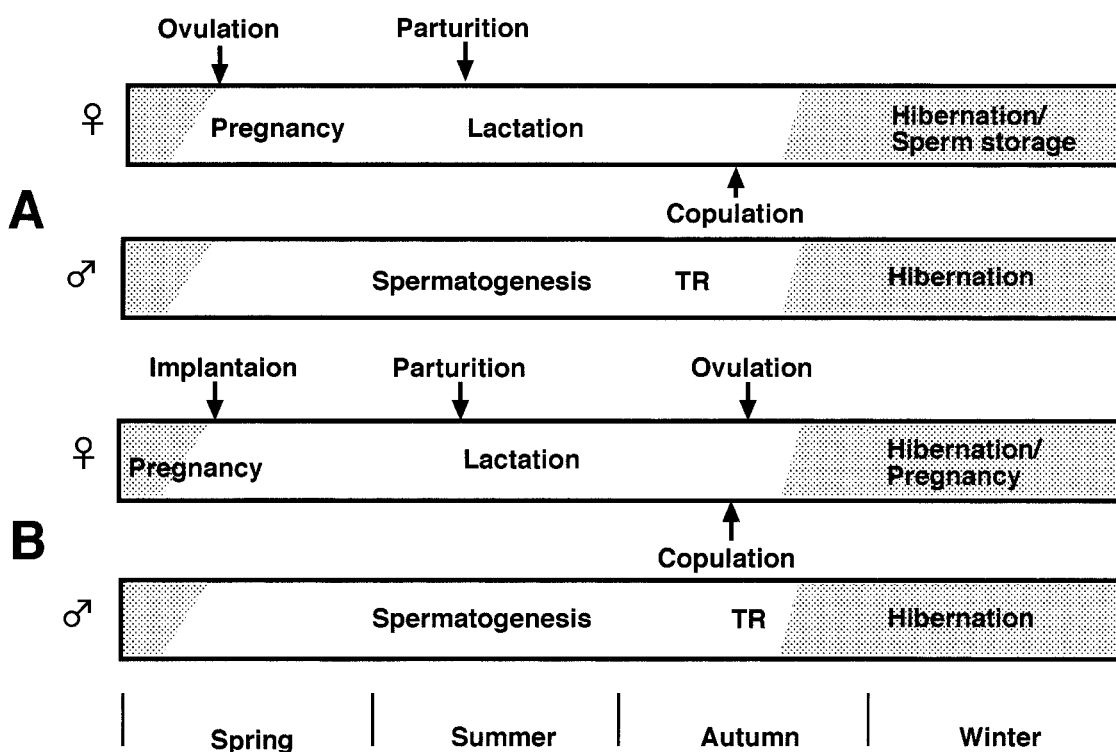 Ovulation Parturition
♀ Pregnancy Lactation Hibernation/
Sperm storage
A
Copulation
♂ Spermatogenesis TR Hibernation
Implantaion Parturition Ovulation
♀ Pregnancy Lactation Hibernation/
Pregnancy
B
Copulation
♂ Spermatogenesis TR Hibernation
Spring Summer Autumn Winter